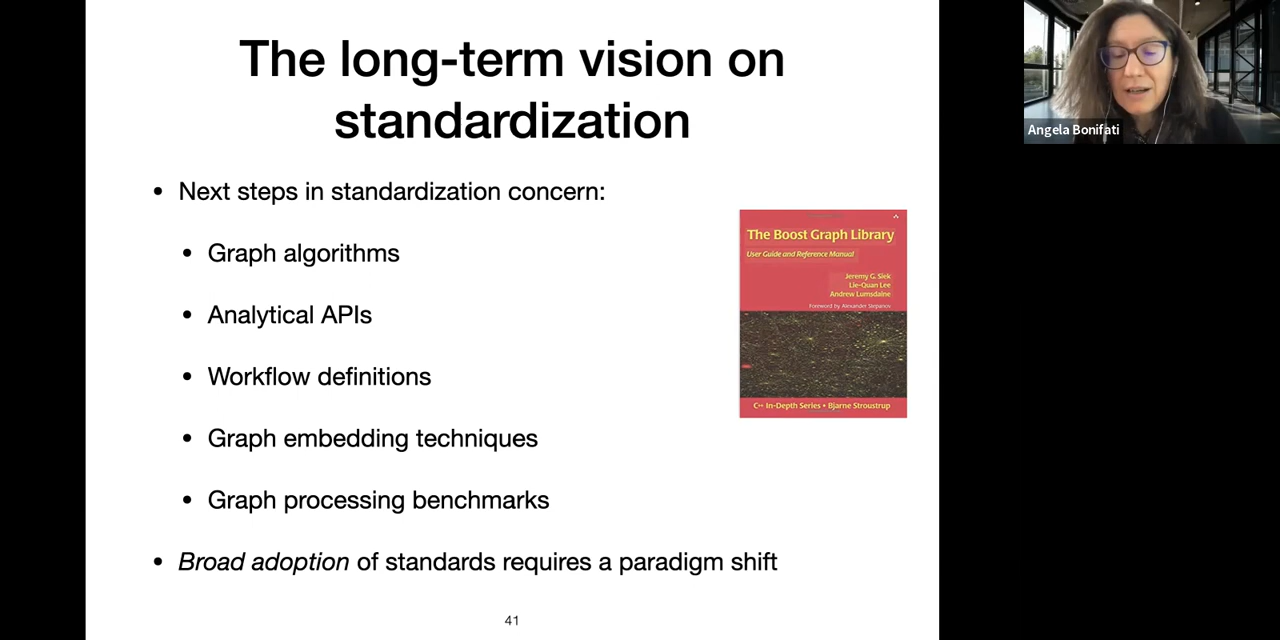 The long-term vision on
standardization
• Next steps in standardization concern:
• Graph algorithms
• Analytical APIs
• Workflow definitions
• Graph embedding techniques
• Graph processing benchmarks
• Broad adoption of standards requires a paradigm shift
41
The Boost Graph Library
User Guide and Reference Manual
Jeremy G. Siek
Lie-Quan Lee
Andrew Lumsdaine
Foreword by Alexander Stepanov
C++ In-Depth Series • Bjarne Stroustrup
Angela Bonifati